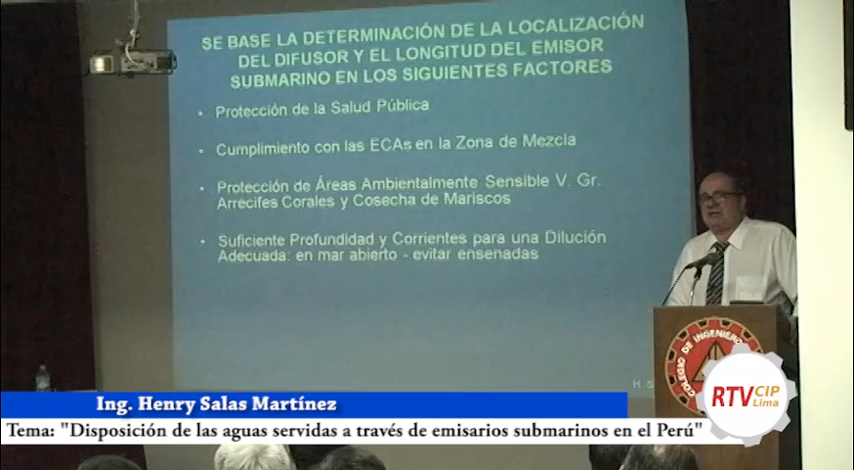 SE BASE LA DETERMINACIÓN DE LA LOCALIZACIÓN
DEL DIFUSOR Y EL LONGITUD DEL EMISOR
SUBMARINO EN LOS SIGUIENTES FACTORES
• Protección de la Salud Pública
• Cumplimiento con las ECAs en la Zona de Mezcla
• Protección de Áreas Ambientalmente Sensible V. Gr.
Arrecifes Corales y Cosecha de Mariscos
• Suficiente Profundidad y Corrientes para una Dilución
Adecuada: en mar abierto - evitar ensenadas
H. S
COLEGIO DE INGENIERO
RTV CIP
Lima
Ing. Henry Salas Martínez
Tema: "Disposición de las aguas servidas a través de emisarios submarinos en el Perú"